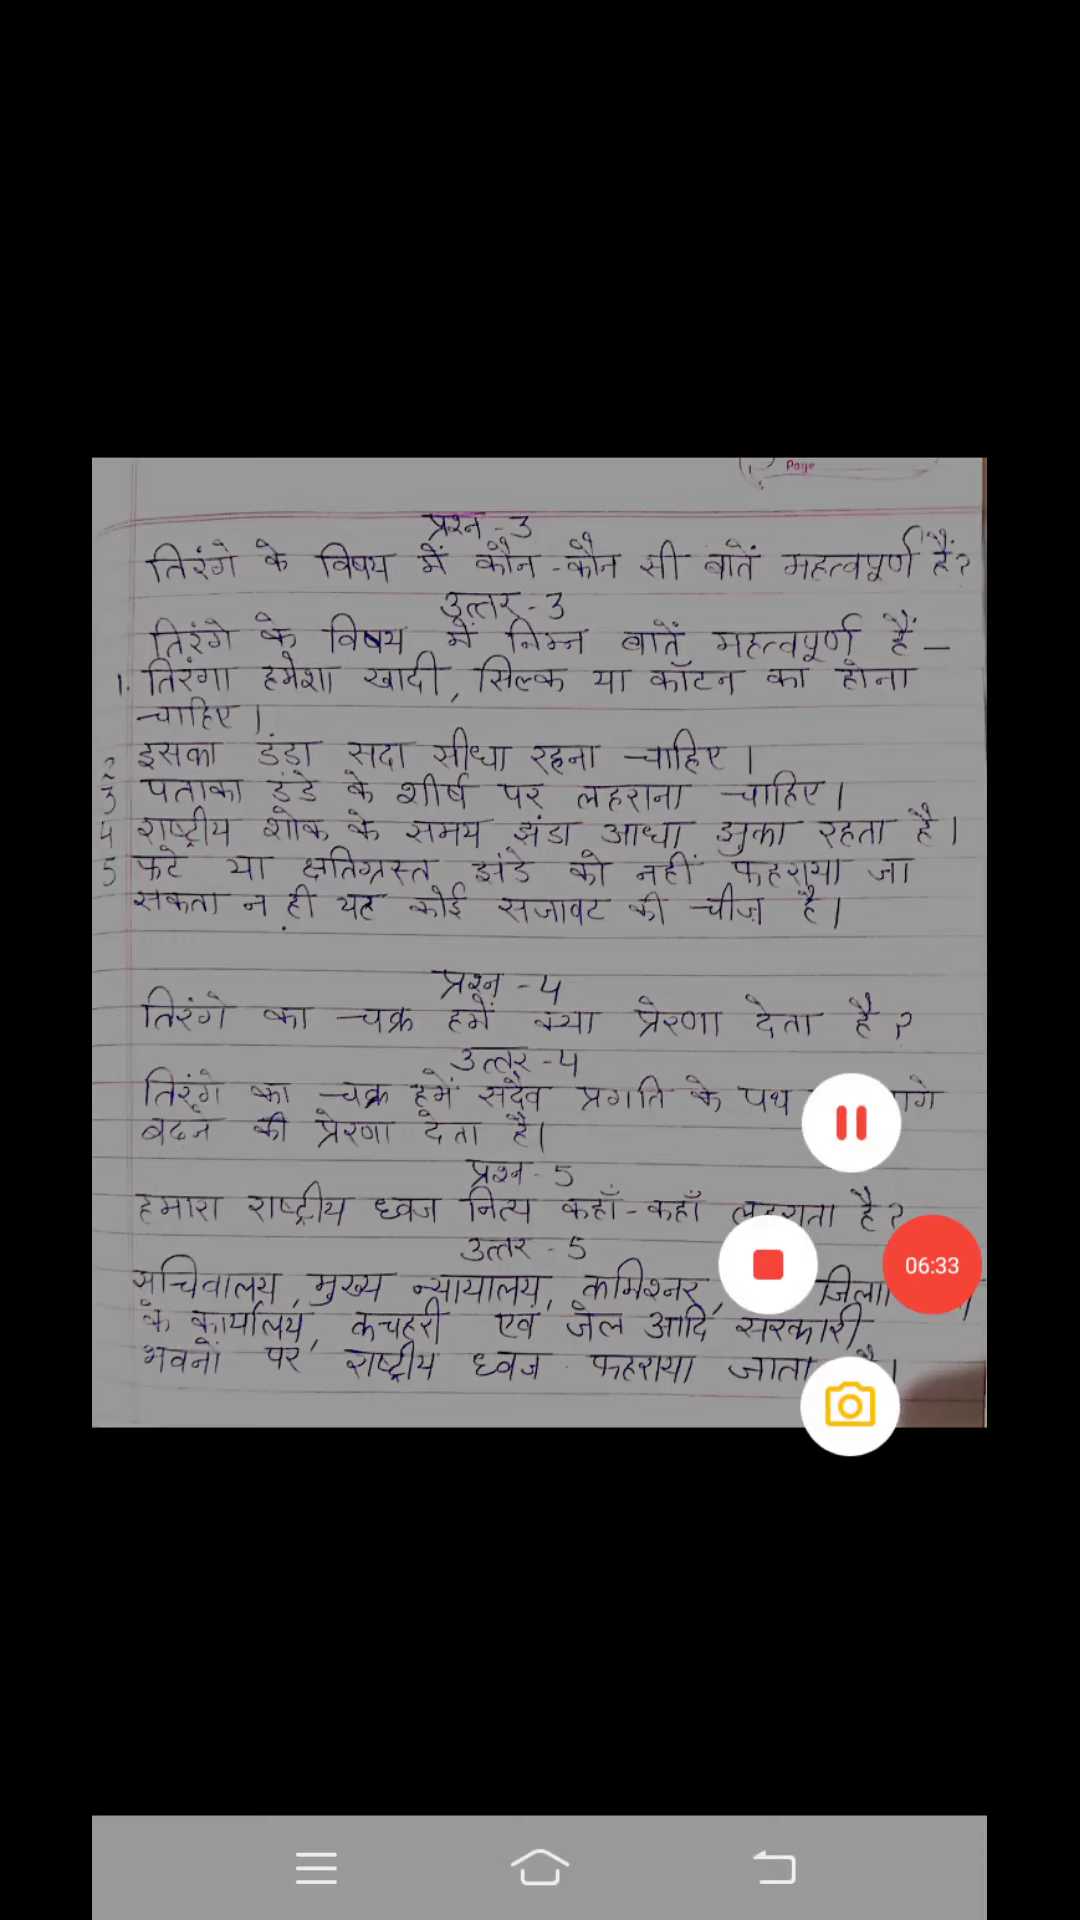 Page
प्रश्न - 3
तिरंगे के विषय में कौन-कौन सी बातें महत्वपूर्ण हैं?
उत्तर - 3
तिरंगे के विषय में निम्न बातें महत्वपूर्ण हैं –
1. तिरंगा हमेशा खादी, सिल्क या कॉटन का होना
चाहिए ।
2 इसका डंडा सदा सीधा रहना चाहिए ।
3 पताका डंडे के शीर्ष पर लहराना चाहिए।
4 राष्ट्रीय शोक के समय झंडा आधा झुका रहता है।
5 फटे या क्षतिग्रस्त झंडे को नहीं फहराया जा
सकता न ही यह कोई सजावट की चीज़ है।
प्रश्न - 4
तिरंगे का चक्र हमें क्या प्रेरणा देता है?
उत्तर - 4
तिरंगे का चक्र हमें सदैव प्रगति के पथ
बढ़ने की प्रेरणा देता है।
प्रश्न - 5
हमारा राष्ट्रीय ध्वज नित्य कहाँ-कहाँ लहराता है?
उत्तर - 5
सचिवालय, मुख्य न्यायालय, कमिश्नर,
के कार्यालय, कचहरी एवं जेल आदि सरकारी
भवनों पर राष्ट्रीय ध्वज फहराया जाता है।
06:33